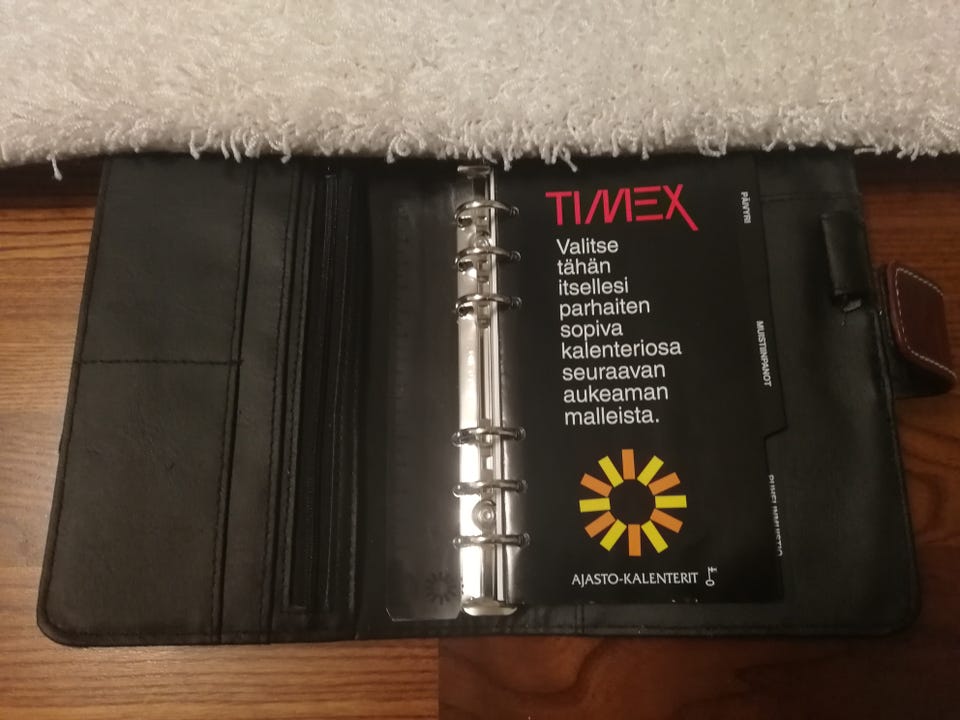 TIMEX
Valitse
tähän
itsellesi
parhaiten
sopiva
kalenteriosa
seuraavan
aukeaman
malleista.
AJASTO-KALENTERIT
PÄIVYRI
MUISTIINPANOT